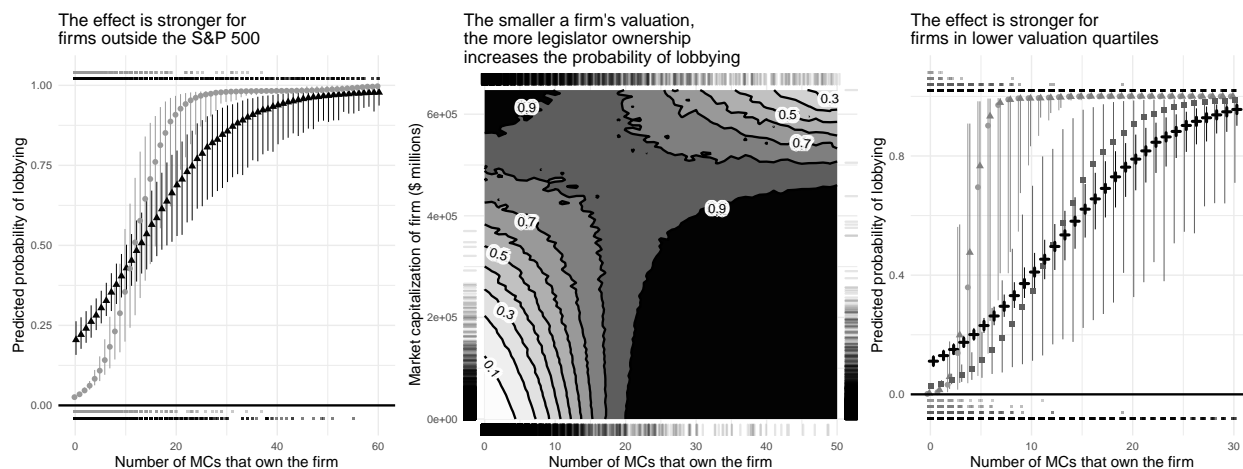 The effect is stronger for
firms outside the S&P 500
Predicted probability of lobbying
1.00
0.75
0.50
0.25
0.00
0
20
40
60
Number of MCs that own the firm
The smaller a firm's valuation,
the more legislator ownership
increases the probability of lobbying
Market capitalization of firm ($ millions)
6e+05
4e+05
2e+05
0e+00
0.9
0.3
0.5
0.7
0.9
0.7
0.5
0.3
0.1
0
10
20
30
40
50
Number of MCs that own the firm
The effect is stronger for
firms in lower valuation quartiles
Predicted probability of lobbying
0.8
0.4
0.0
0
10
20
30
Number of MCs that own the firm